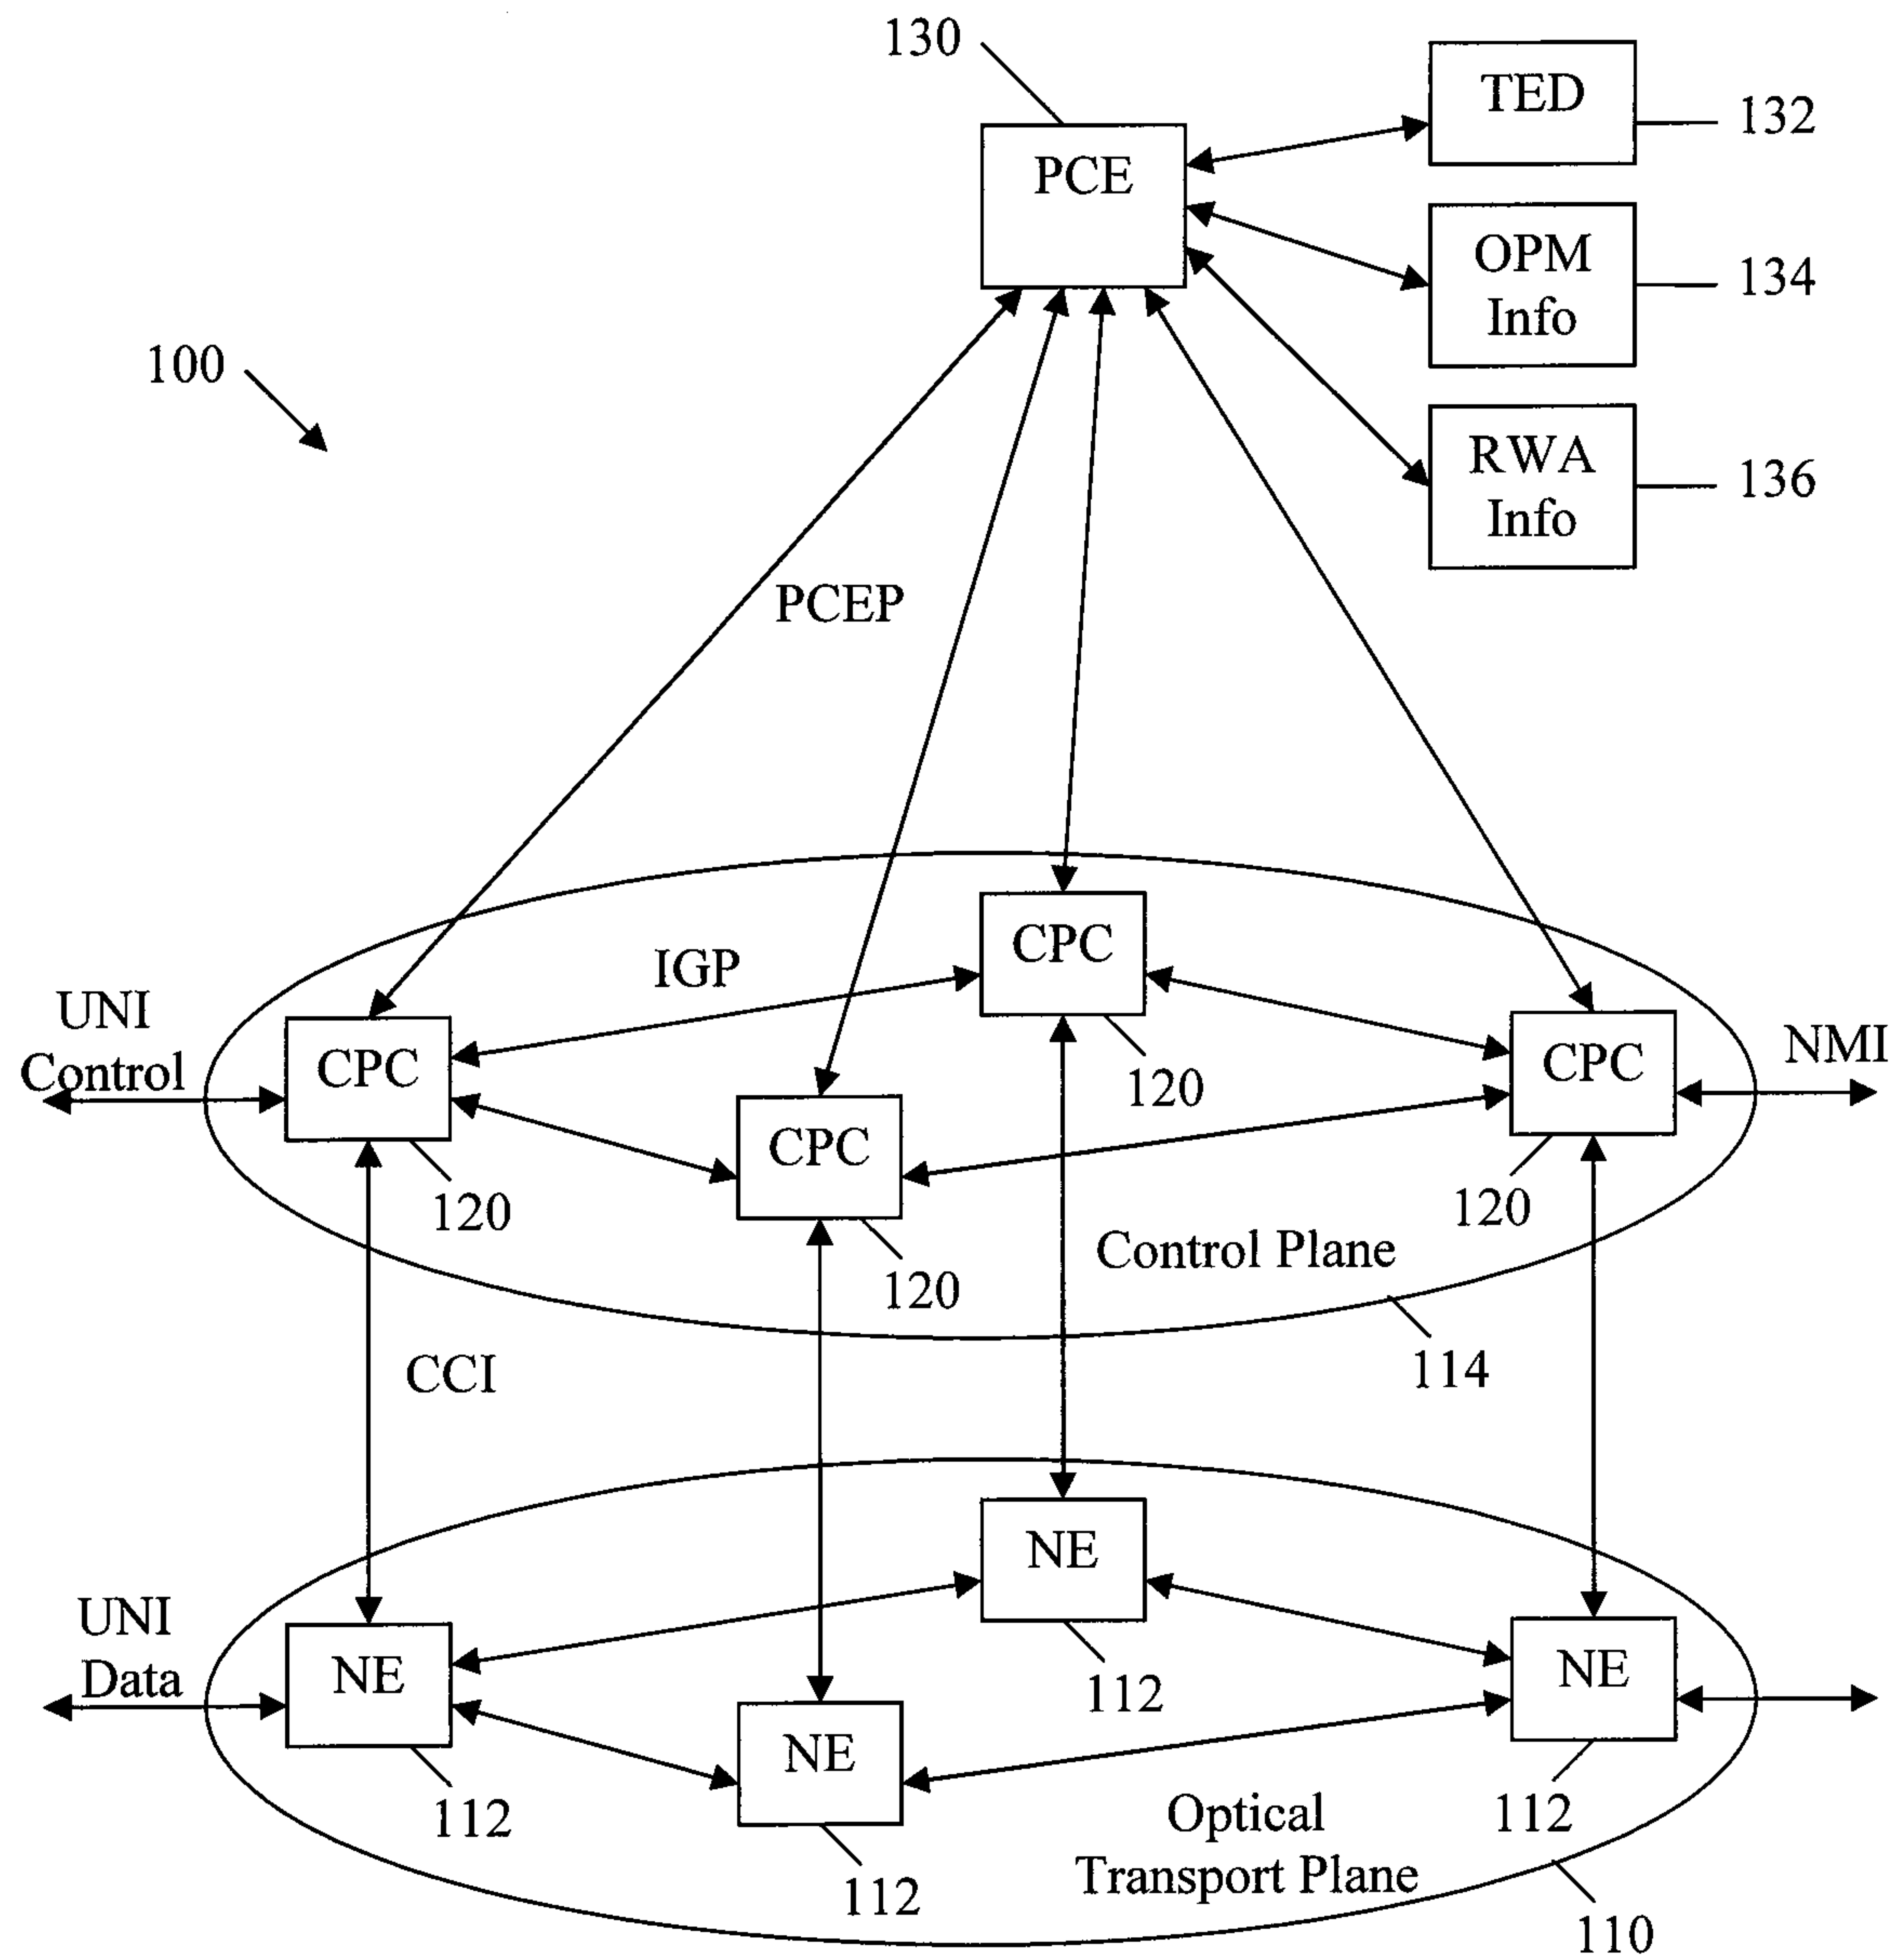 130
TED
132
PCE
OPM
Info
134
100
RWA
Info
136
PCEP
CPC
IGP
UNI
Control
CPC
CPC
NMI
120
CPC
120
120
Control Plane
120
114
CCI
NE
UNI
Data
NE
NE
112
NE
112
112
Optical
Transport Plane
112
110